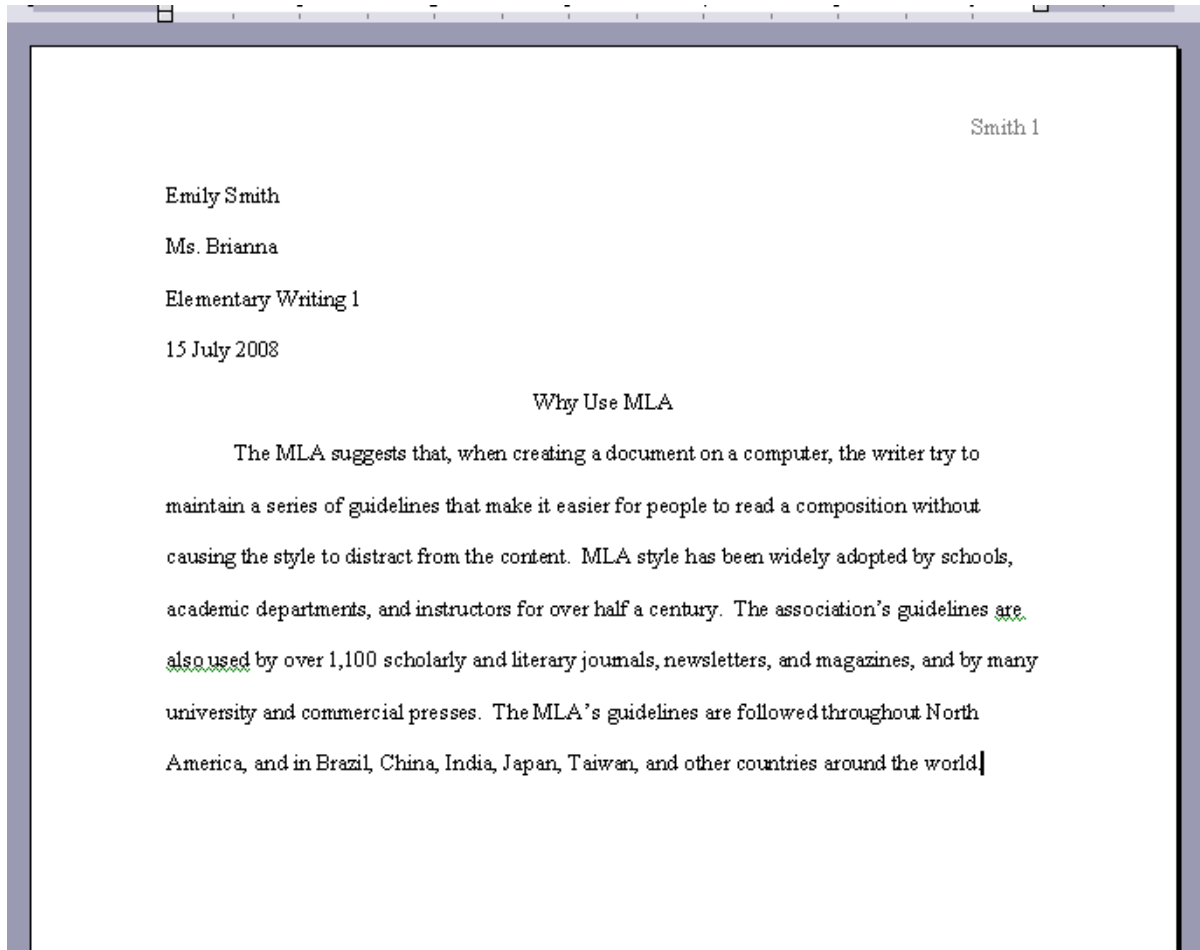 Smith 1
Emily Smith
Ms. Brianna
Elementary Writing 1
15 July 2008
Why Use MLA
The MLA suggests that, when creating a document on a computer, the writer try to
maintain a series of guidelines that make it easier for people to read a composition without
causing the style to distract from the content.  MLA style has been widely adopted by schools,
academic departments, and instructors for over half a century.  The association’s guidelines are
also used by over 1,100 scholarly and literary journals, newsletters, and magazines, and by many
university and commercial presses.  The MLA’s guidelines are followed throughout North
America, and in Brazil, China, India, Japan, Taiwan, and other countries around the world.